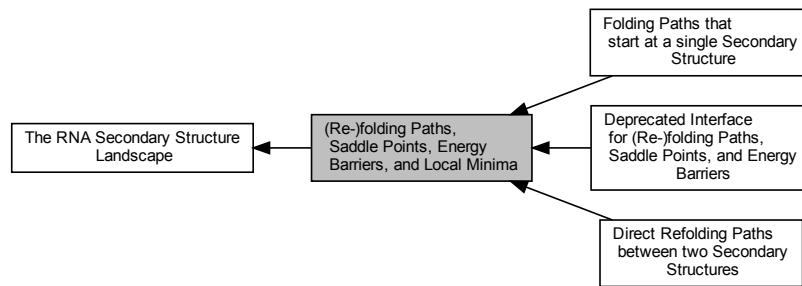 The RNA Secondary Structure
Landscape
(Re-)folding Paths,
Saddle Points, Energy
Barriers, and Local Minima
Folding Paths that
start at a single Secondary
Structure
Deprecated Interface
for (Re-)folding Paths,
Saddle Points, and Energy
Barriers
Direct Refolding Paths
between two Secondary
Structures